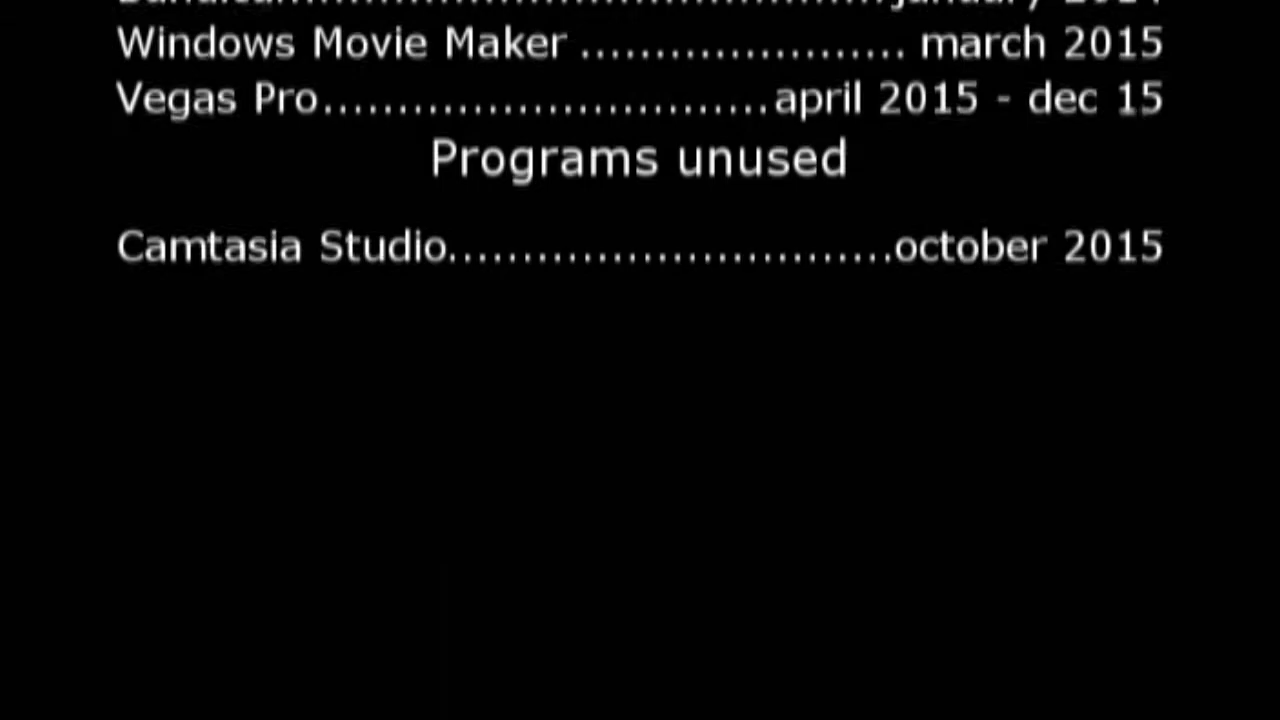 Windows Movie Maker ...................... march 2015
Vegas Pro..............................april 2015 - dec 15
Programs unused
Camtasia Studio..............................october 2015